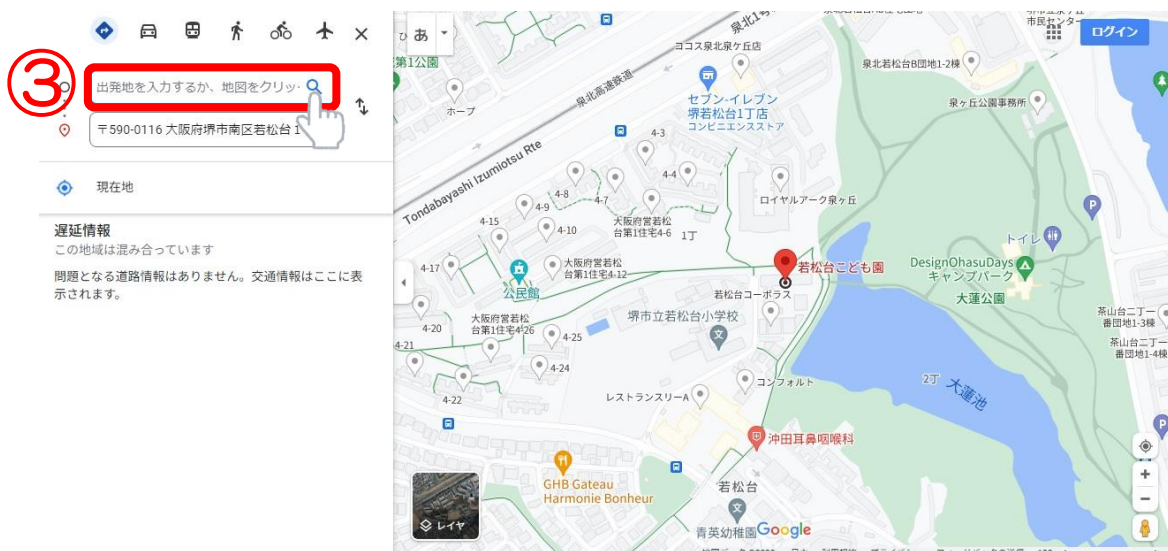 ③
出発地を入力するか、地図をクリッ
〒590-0116 大阪府堺市南区若松台 1
現在地
遅延情報
この地域は混み合っています
問題となる道路情報はありません。交通情報はここに表
示されます。
ひ
あ
第1公園
ホープ
泉北1号
泉北高速鉄道
ココス泉北泉ケ丘店
セブン-イレブン
堺若松台1丁店
コンビニエンスストア
市民センター
ログイン
泉北若松台B団地1-2棟
泉ヶ丘公園事務所
Tondabayashi Izumiotsu Rte
4-3
4-4
4-8
4-7
4-9
4-15
4-10
大阪府営若松
台第1住宅4-6
1丁
ロイヤルアーク泉ヶ丘
4-17
公民館
大阪府営若松
台第1住宅4-12
若松台こども園
若松台コーポラス
トイレ
DesignOhasuDays
キャンプパーク
大蓮公園
4-20
大阪府営若松
台第1住宅4-26
4-25
堺市立若松台小学校
茶山台二丁一
番団地1-3棟
茶山台二丁一
番団地1-4棟
4-21
4-24
4-22
レストランスリーA
コンフォルト
2丁
大蓮池
沖田耳鼻咽喉科
GHB Gateau
Harmonie Bonheur
若松台
青英幼稚園
Google
レイヤ